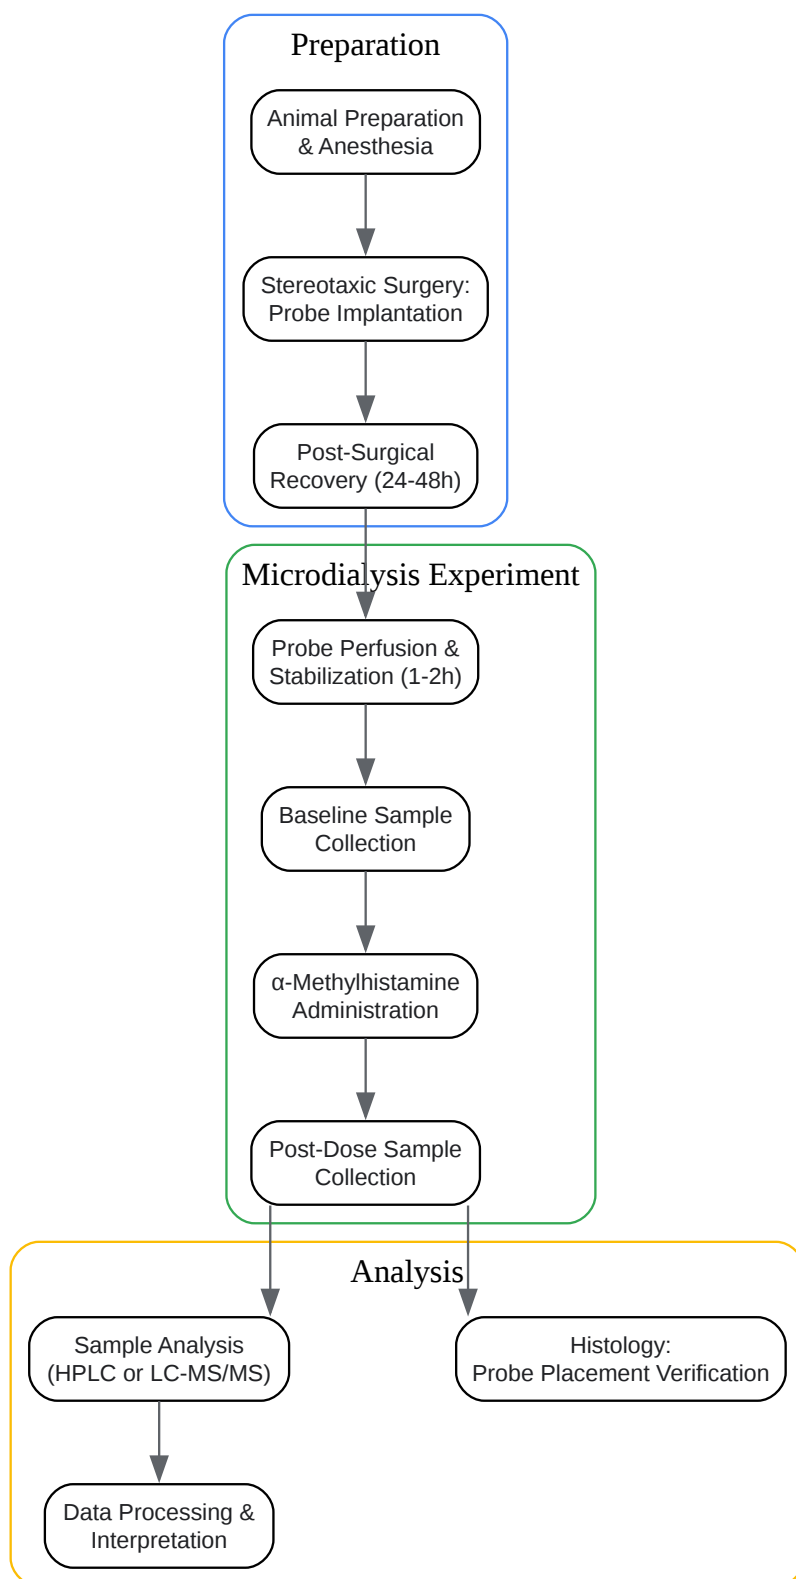 Preparation
Animal Preparation
& Anesthesia
Stereotaxic Surgery:
Probe Implantation
Post-Surgical
Recovery (24-48h)
Microdialysis Experiment
Probe Perfusion &
Stabilization (1-2h)
Baseline Sample
Collection
α-Methylhistamine
Administration
Post-Dose Sample
Collection
Analysis
Sample Analysis
(HPLC or LC-MS/MS)
Histology:
Probe Placement Verification
Data Processing &
Interpretation